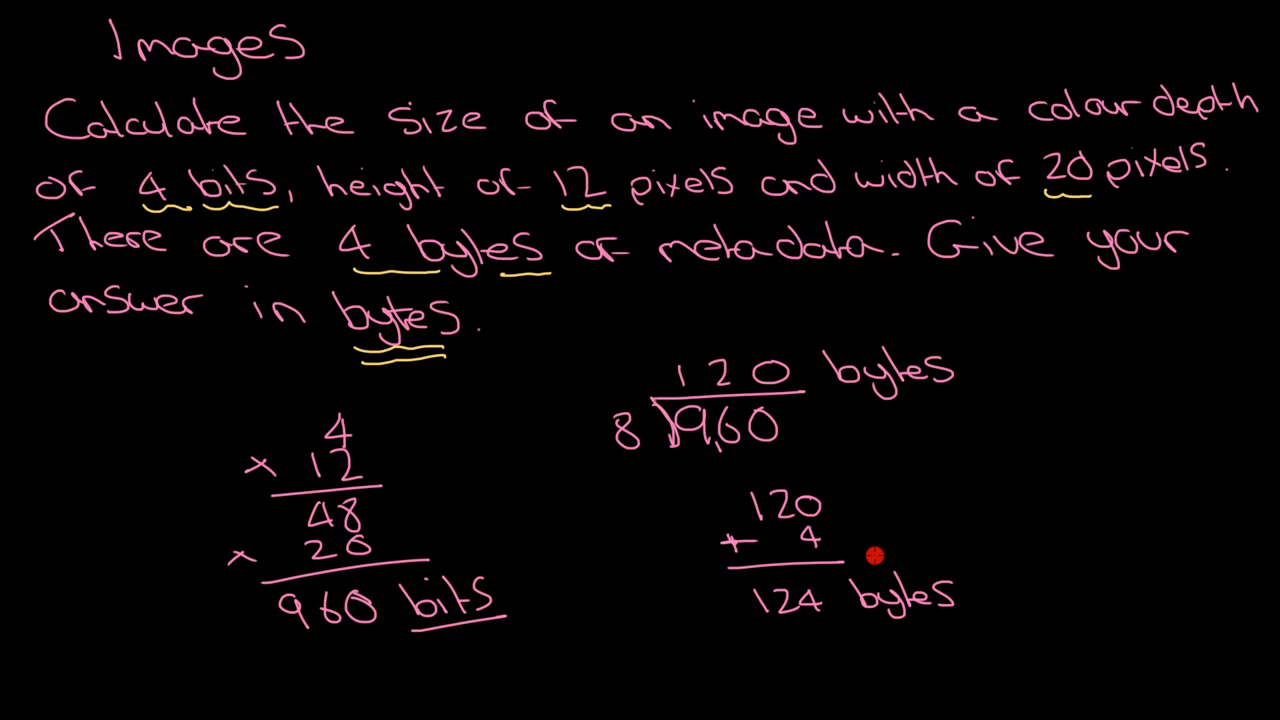 Images
Calculate the size of an image with a colour depth
of 4 bits, height of 12 pixels and width of 20 pixels.
There are 4 bytes of metadata. Give your
answer in bytes.
4
× 12
48
× 20
960 bits
120 bytes
8)960
120
+ 4
124 bytes